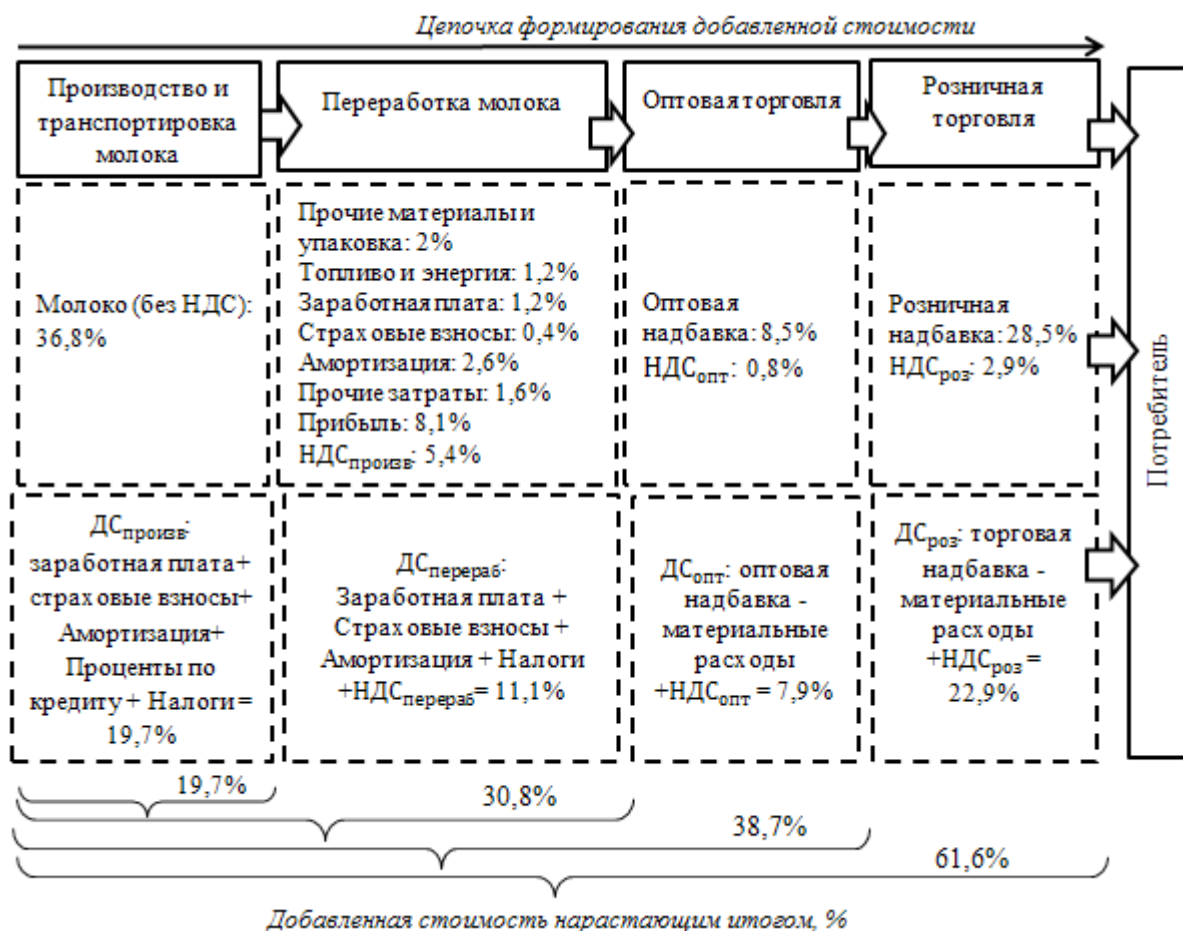 Цепочка формирования добавленной стоимости
Производство и
транспортировка
молока
Переработка молока
Оптовая торговля
Розничная
торговля
Молоко (без НДС):
36,8%
Прочие материалы и
упаковка: 2%
Топливо и энергия: 1,2%
Заработная плата: 1,2%
Страховые взносы: 0,4%
Амортизация: 2,6%
Прочие затраты: 1,6%
Прибыль: 8,1%
НДСпроизв: 5,4%
Оптовая
надбавка: 8,5%
НДСопт: 0,8%
Розничная
надбавка: 28,5%
НДСроз: 2,9%
Потребитель
ДСпроизв:
заработная плата+
страховые взносы+
Амортизация+
Проценты по
кредиту + Налоги =
19,7%
ДСперераб:
Заработная плата +
Страховые взносы +
Амортизация + Налоги
+НДСперераб= 11,1%
ДСопт: оптовая
надбавка -
материальные
расходы
+НДСопт = 7,9%
ДСроз: торговая
надбавка -
материальные
расходы
+НДСроз =
22,9%
19,7%
30,8%
38,7%
61,6%
Добавленная стоимость нарастающим итогом, %